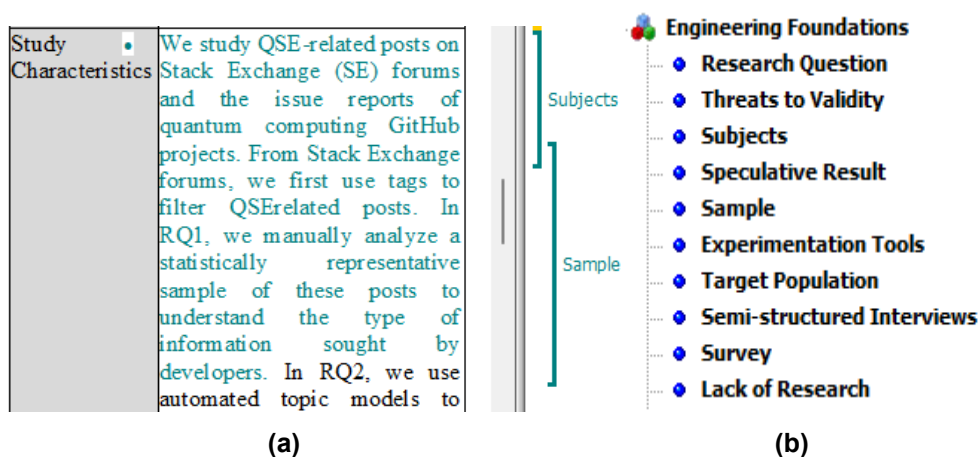 Study •
Characteristics
We study QSE-related posts on
Stack Exchange (SE) forums
and the issue reports of
quantum computing GitHub
projects. From Stack Exchange
forums, we first use tags to
filter QSErelated posts. In
RQ1, we manually analyze a
statistically representative
sample of these posts to
understand the type of
information sought by
developers. In RQ2, we use
automated topic models to
Subjects
Sample
(a)
Engineering Foundations
Research Question
Threats to Validity
Subjects
Speculative Result
Sample
Experimentation Tools
Target Population
Semi-structured Interviews
Survey
Lack of Research
(b)